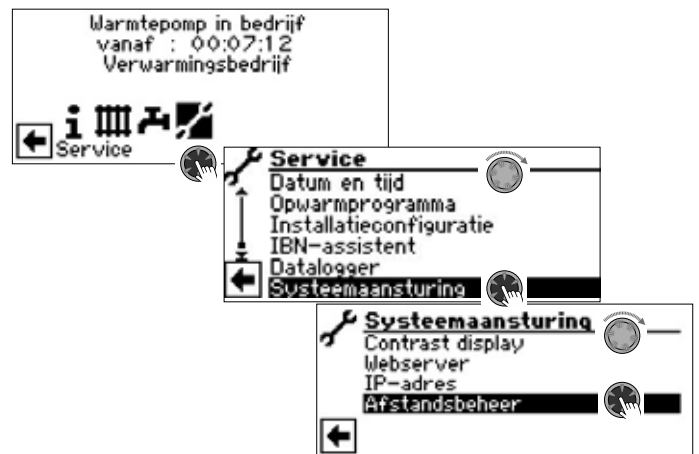 Warmtepomp in bedrijf
vanaf : 00:07:12
Verwarmingsbedrijf
Service
Service
Datum en tijd
Opwarmprogramma
Installatieconfiguratie
IBN-assistent
Datalogger
Systeemaansturing
Systeemaansturing
Contrast display
Webserver
IP-adres
Afstandsbeheer